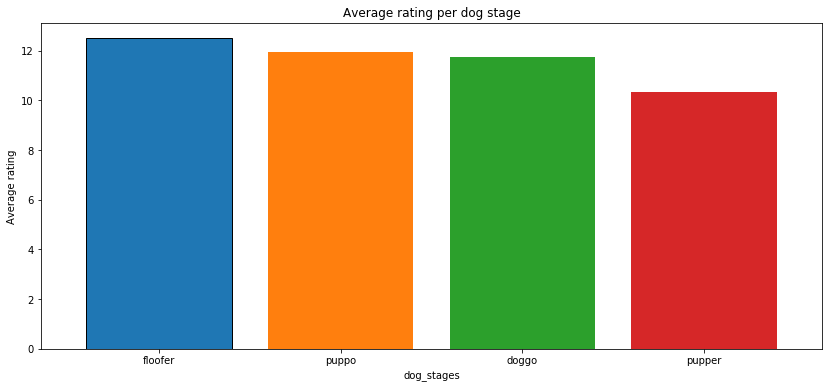 Average rating per dog stage
Average rating
12
10
8
6
4
2
0
floofer
puppo
doggo
pupper
dog_stages